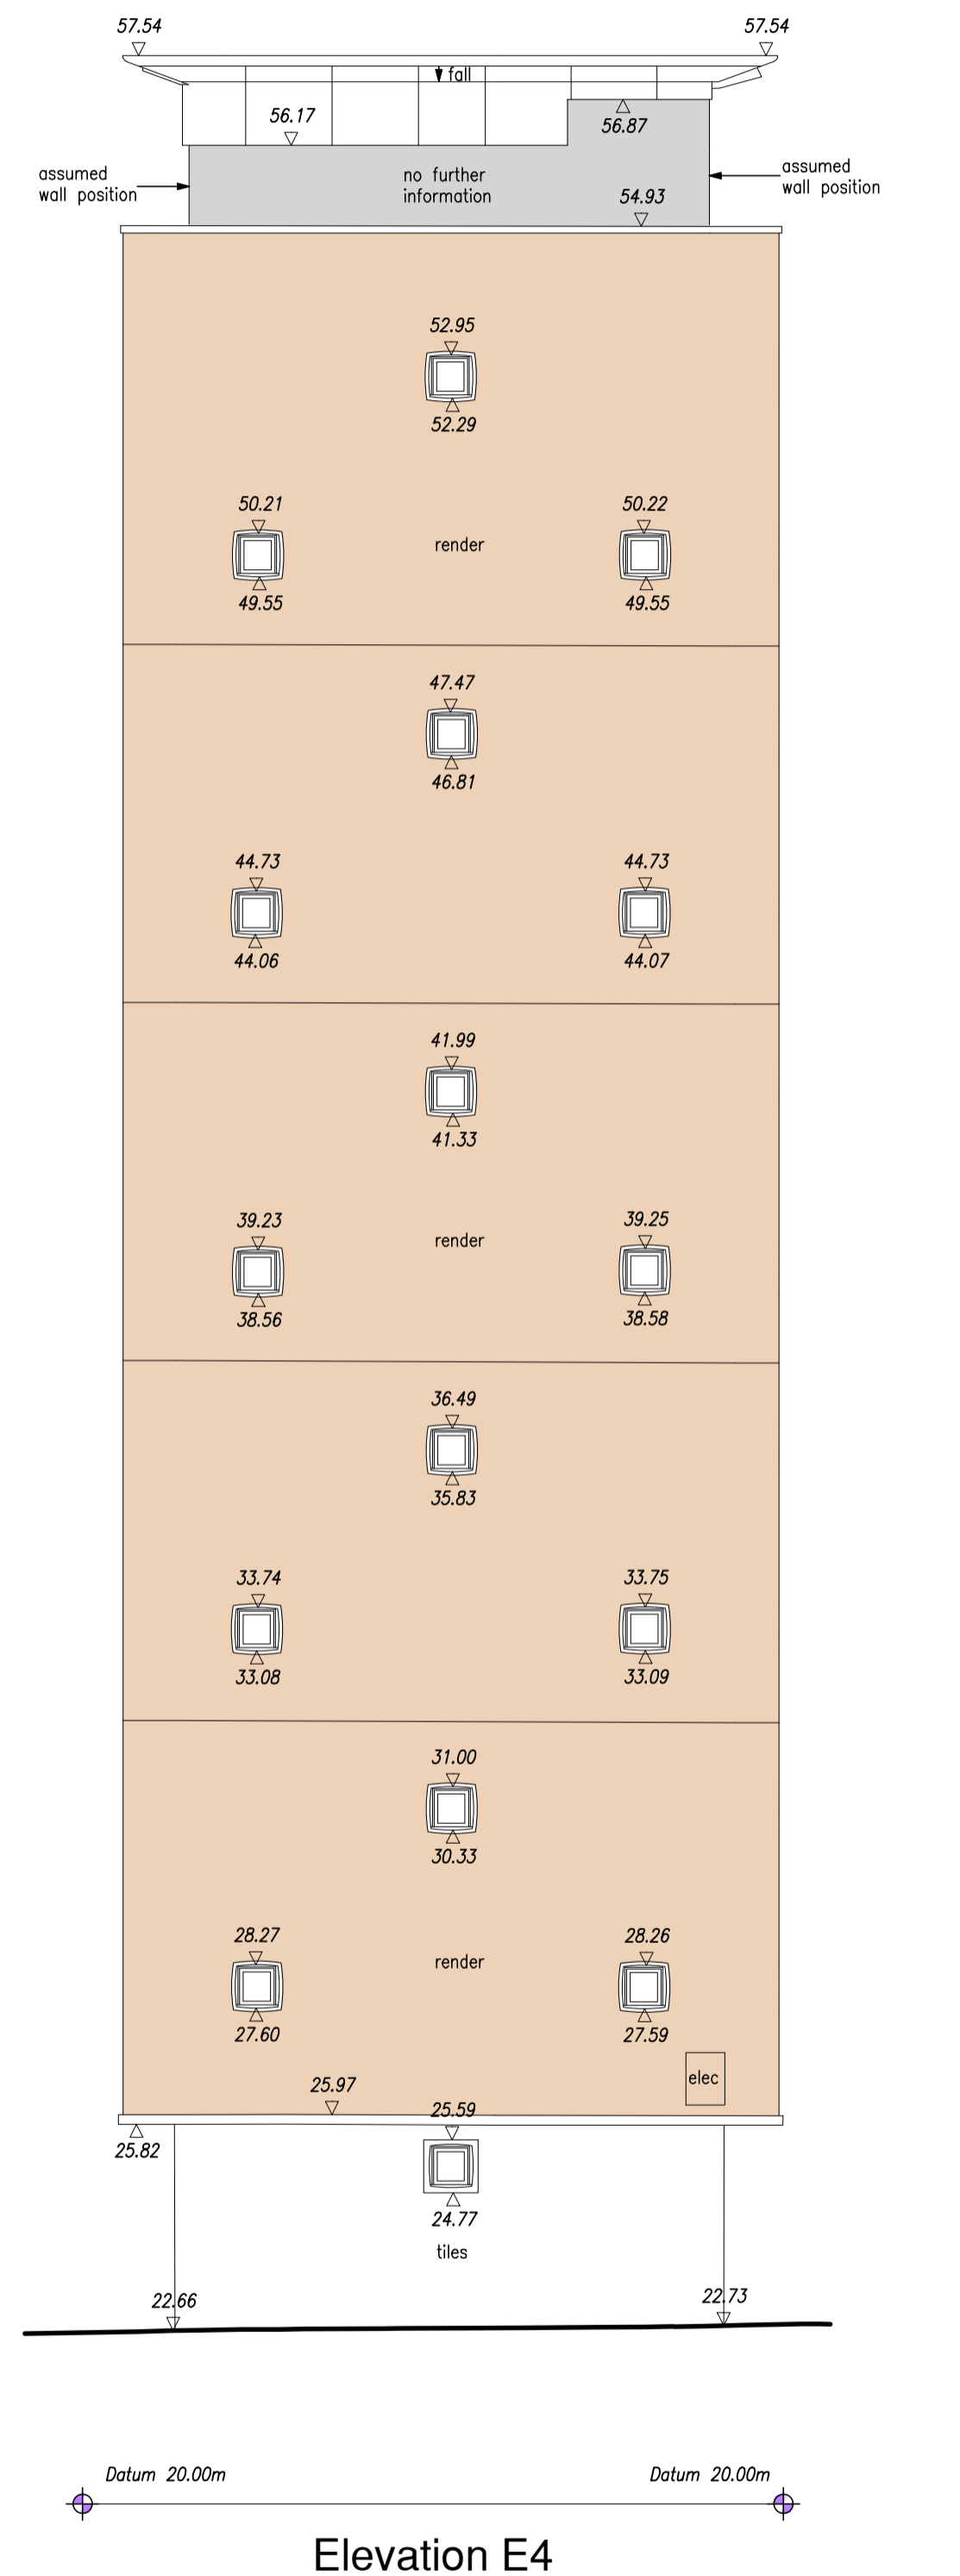 57.54 57.54
fall
56.17
56.87
assumed
wall position
no further
information
assumed
wall position
54.93
52.95
52.29
50.21 50.22
render
49.55 49.55
47.47
46.81
44.73 44.73
44.06 44.07
41.99
41.33
39.23 39.25
render
38.56 38.58
36.49
35.83
33.74 33.75
33.08 33.09
31.00
30.33
28.27 28.26
render
27.60 27.59
elec
25.97
25.59
25.82
24.77
tiles
22.66 22.73
Datum 20.00m Datum 20.00m
Elevation E4